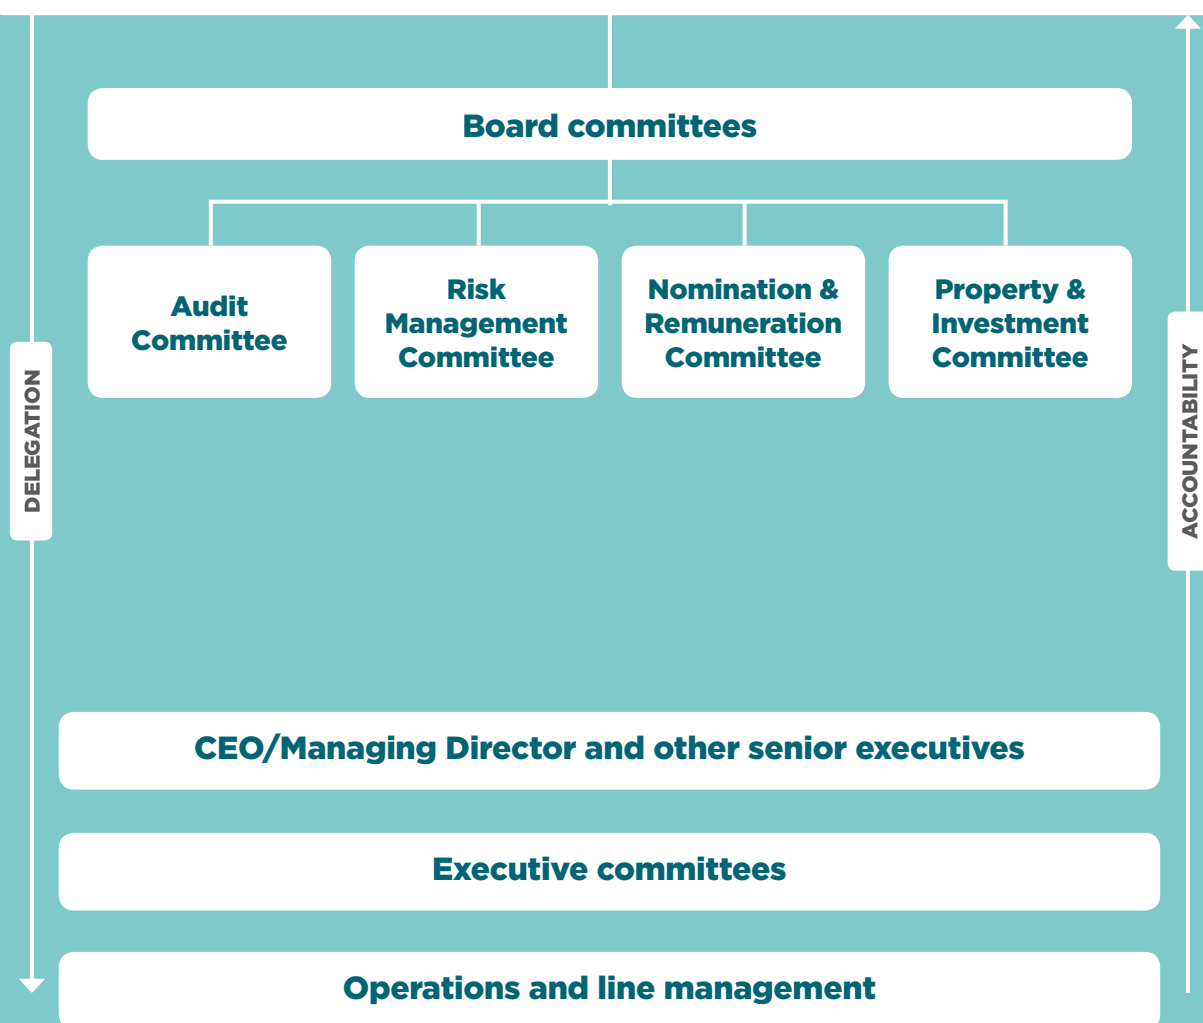 Board committees
Audit
Committee
Risk
Management
Committee
Nomination &
Remuneration
Committee
Property &
Investment
Committee
DELEGATION
ACCOUNTABILITY
CEO/Managing Director and other senior executives
Executive committees
Operations and line management